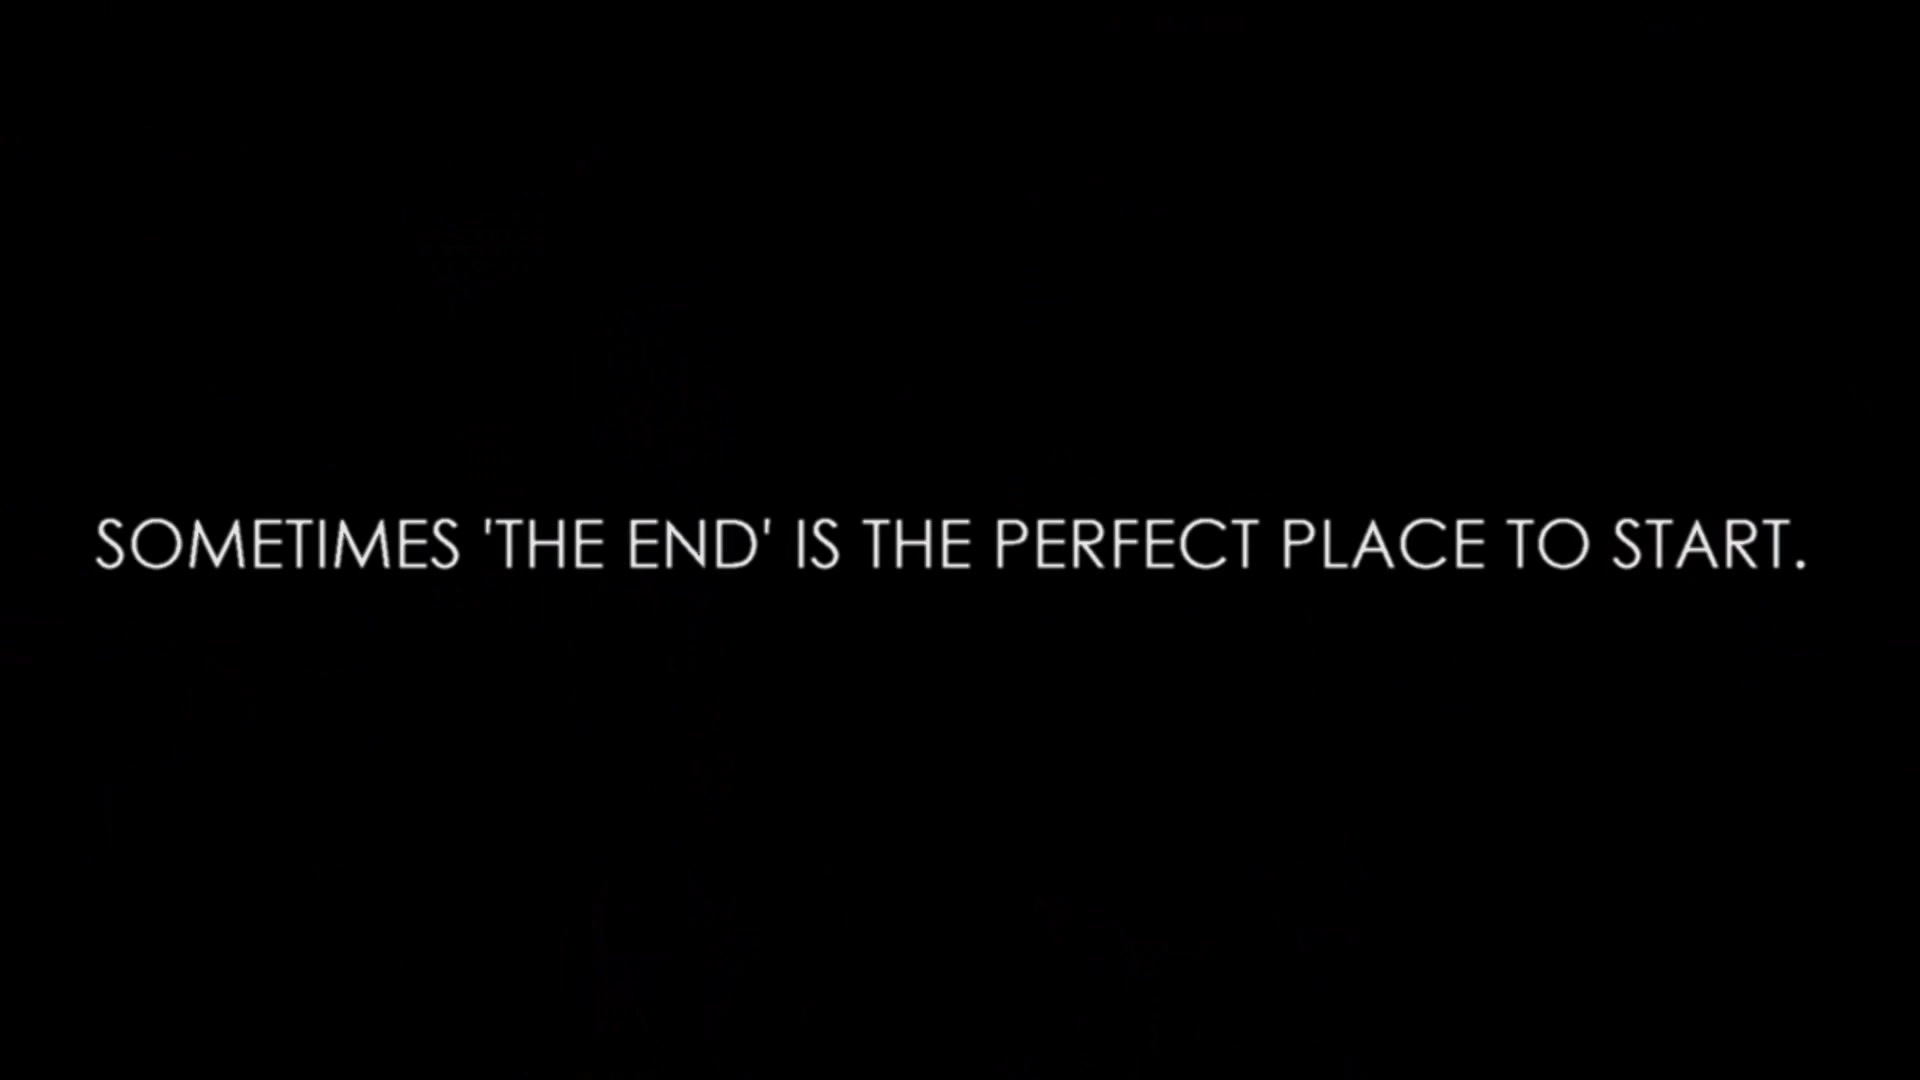 SOMETIMES 'THE END' IS THE PERFECT PLACE TO START.